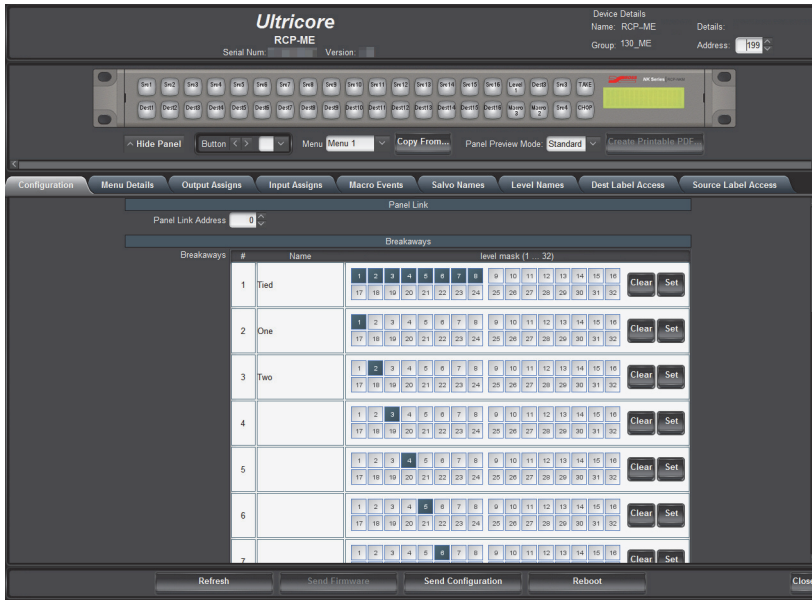 Ultricore
RCP-ME
Serial Num: Version:
Device Details
Name: RCP-ME Details:
Group: 130_ME Address: 199
Src1 Src2 Src3 Src4 Src5 Src6 Src7 Src8 Src9 Src10 Src11 Src12 Src13 Src14 Src15 Src16 Level 1 Dest8 Src3 TAKE
Dest1 Dest2 Dest3 Dest4 Dest5 Dest6 Dest7 Dest8 Dest9 Dest10 Dest11 Dest12 Dest13 Dest14 Dest15 Dest16 Macro 3 Macro 2 Src4 CHOP
NK Series
Hide Panel Button Menu Menu 1 Copy From... Panel Preview Mode: Standard Create Printable PDF...
Configuration Menu Details Output Assigns Input Assigns Macro Events Salvo Names Level Names Dest Label Access Source Label Access
Panel Link
Panel Link Address 0
Breakaways
Breakaways # Name level mask (1 ... 32)
1 Tied 1 2 3 4 5 6 7 8 9 10 11 12 13 14 15 16 Clear Set
17 18 19 20 21 22 23 24 25 26 27 28 29 30 31 32
2 One 1 2 3 4 5 6 7 8 9 10 11 12 13 14 15 16 Clear Set
17 18 19 20 21 22 23 24 25 26 27 28 29 30 31 32
3 Two 1 2 3 4 5 6 7 8 9 10 11 12 13 14 15 16 Clear Set
17 18 19 20 21 22 23 24 25 26 27 28 29 30 31 32
4 1 2 3 4 5 6 7 8 9 10 11 12 13 14 15 16 Clear Set
17 18 19 20 21 22 23 24 25 26 27 28 29 30 31 32
5 1 2 3 4 5 6 7 8 9 10 11 12 13 14 15 16 Clear Set
17 18 19 20 21 22 23 24 25 26 27 28 29 30 31 32
6 1 2 3 4 5 6 7 8 9 10 11 12 13 14 15 16 Clear Set
17 18 19 20 21 22 23 24 25 26 27 28 29 30 31 32
7 1 2 3 4 5 6 7 8 9 10 11 12 13 14 15 16 Clear Set
Refresh Send Firmware Send Configuration Reboot Close